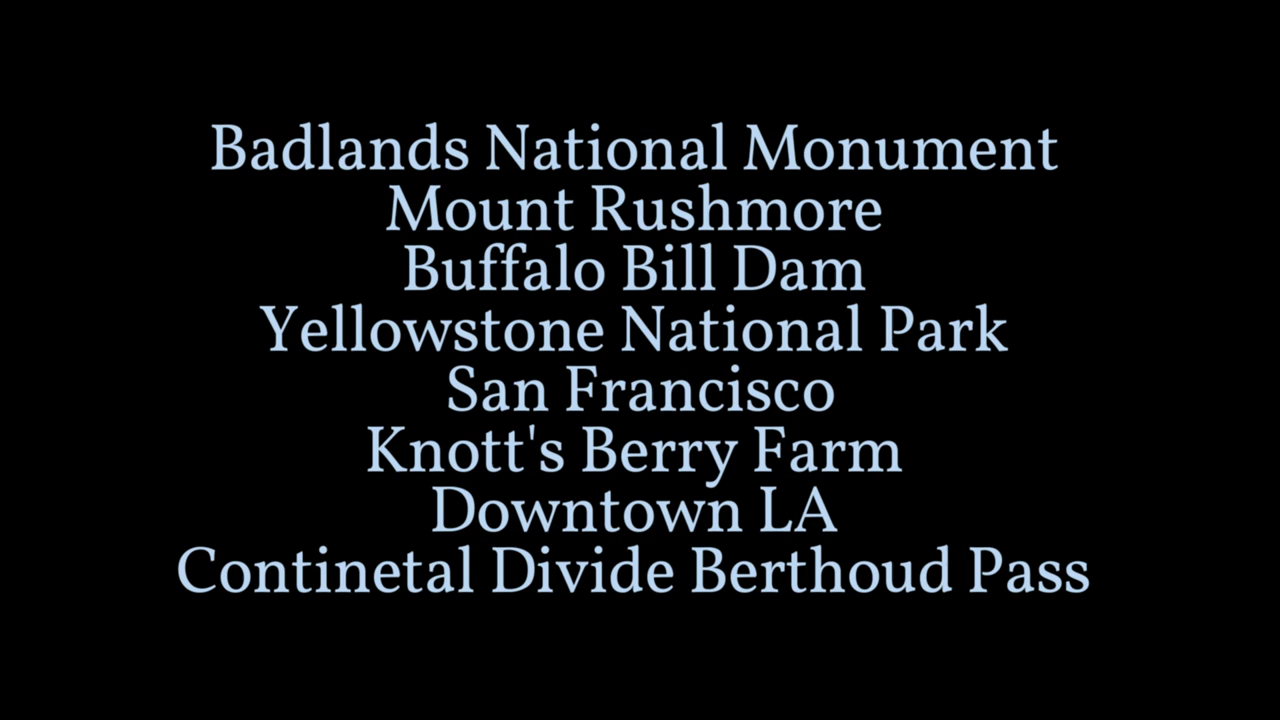 Badlands National Monument
Mount Rushmore
Buffalo Bill Dam
Yellowstone National Park
San Francisco
Knott's Berry Farm
Downtown LA
Continetal Divide Berthoud Pass